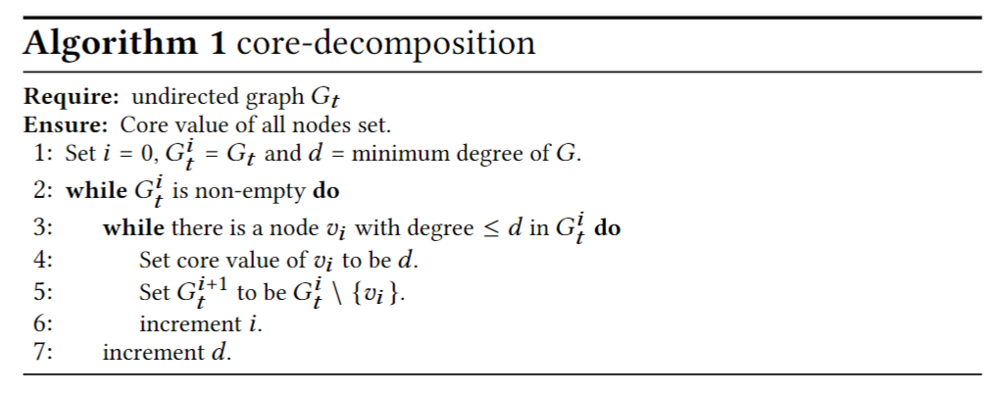 Algorithm 1 core-decomposition
Require: undirected graph G_t
Ensure: Core value of all nodes set.
1: Set i = 0, G_t^i = G_t and d = minimum degree of G.
2: while G_t^i is non-empty do
3: while there is a node v_i with degree ≤ d in G_t^i do
4: Set core value of v_i to be d.
5: Set G_t^{i+1} to be G_t^i \ {v_i}.
6: increment i.
7: increment d.